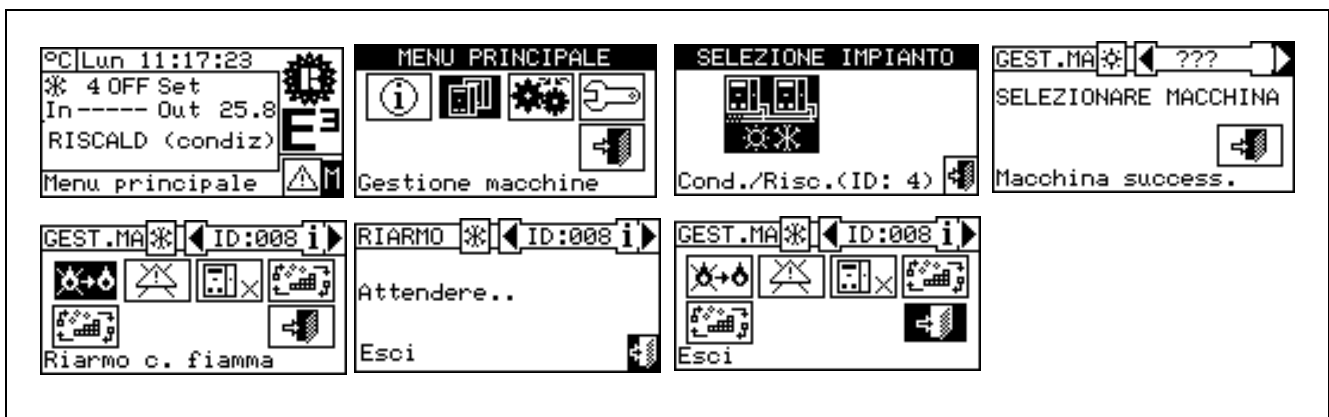 ºC Lun 11:17:23
4 OFF Set
In ----- Out 25.8
RISCALD (condiz)
E³
Menu principale M
MENU PRINCIPALE
Gestione macchine
SELEZIONE IMPIANTO
Cond./Risc.(ID: 4)
GEST.MA ???
SELEZIONARE MACCHINA
Macchina success.
GEST.MA ID:008 i
Riarmo c. fiamma
RIARMO ID:008 i
Attendere..
Esci
GEST.MA ID:008 i
Esci